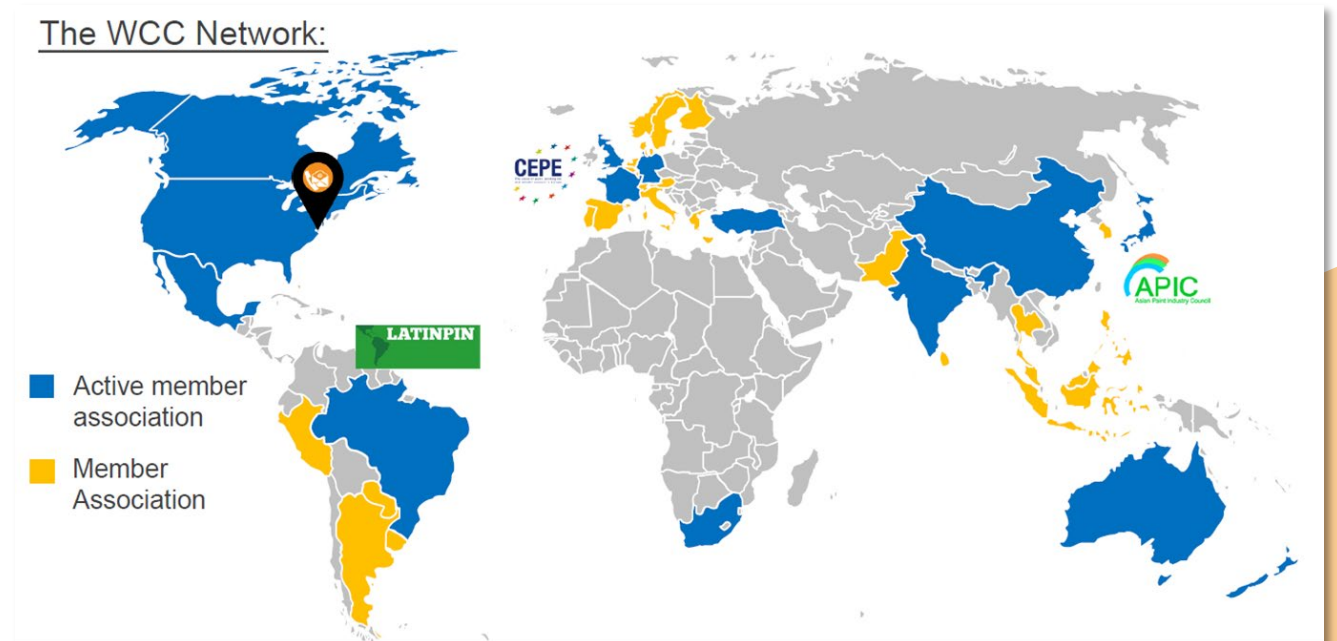 The WCC Network:
CEPE
LATINPIN
APIC
Asian Paint Industry Council
Active member
association
Member
Association